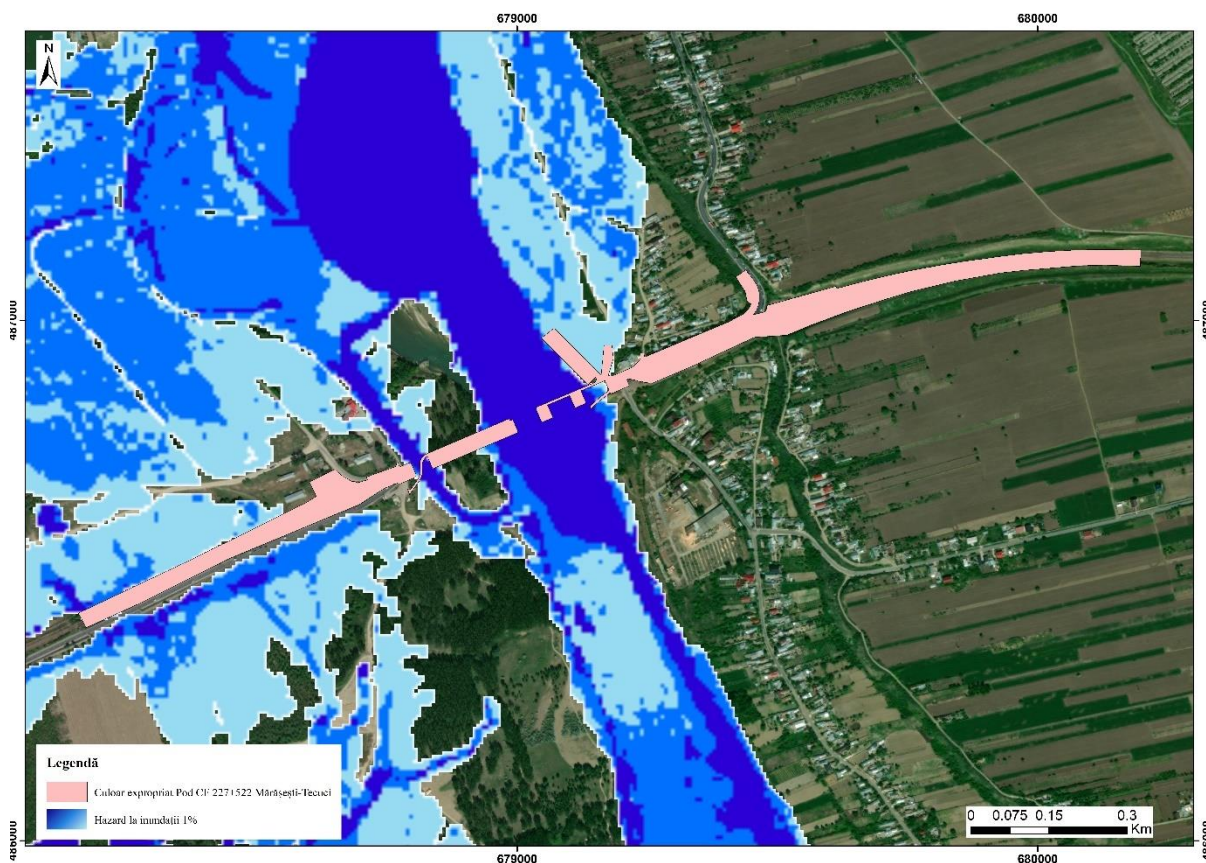 679000 680000
N
487000 487000
Legendă
Culoar expropriat Pod CF 227+522 Mărășești-Tecuci
Hazard la inundații 1%
0 0.075 0.15 0.3
Km
486000
679000 680000